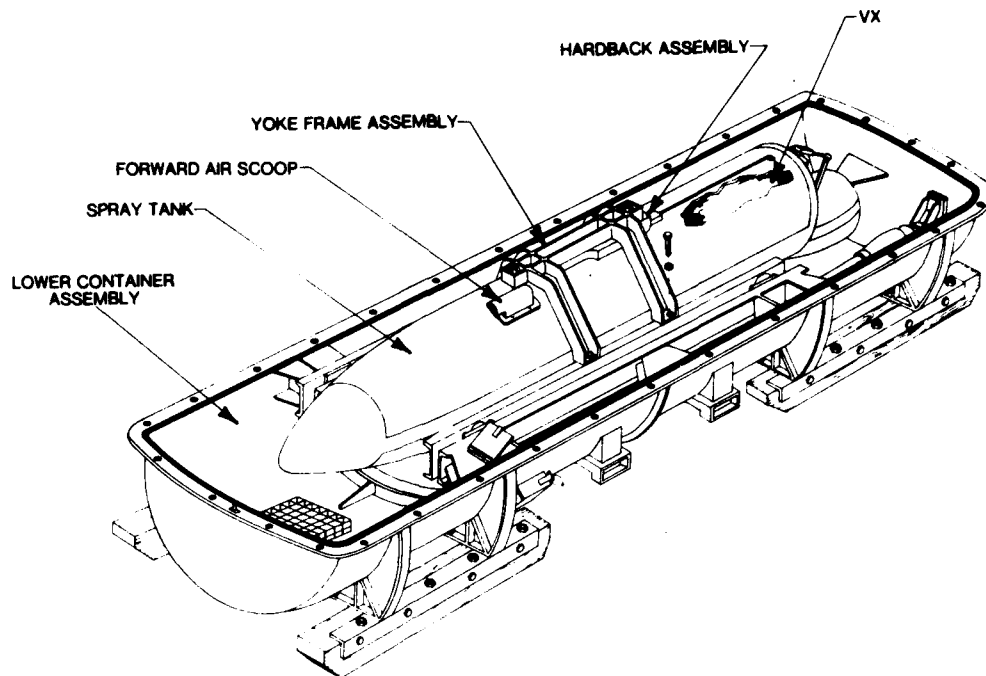 VX
HARDBACK ASSEMBLY
YOKE FRAME ASSEMBLY
FORWARD AIR SCOOP
SPRAY TANK
LOWER CONTAINER
ASSEMBLY